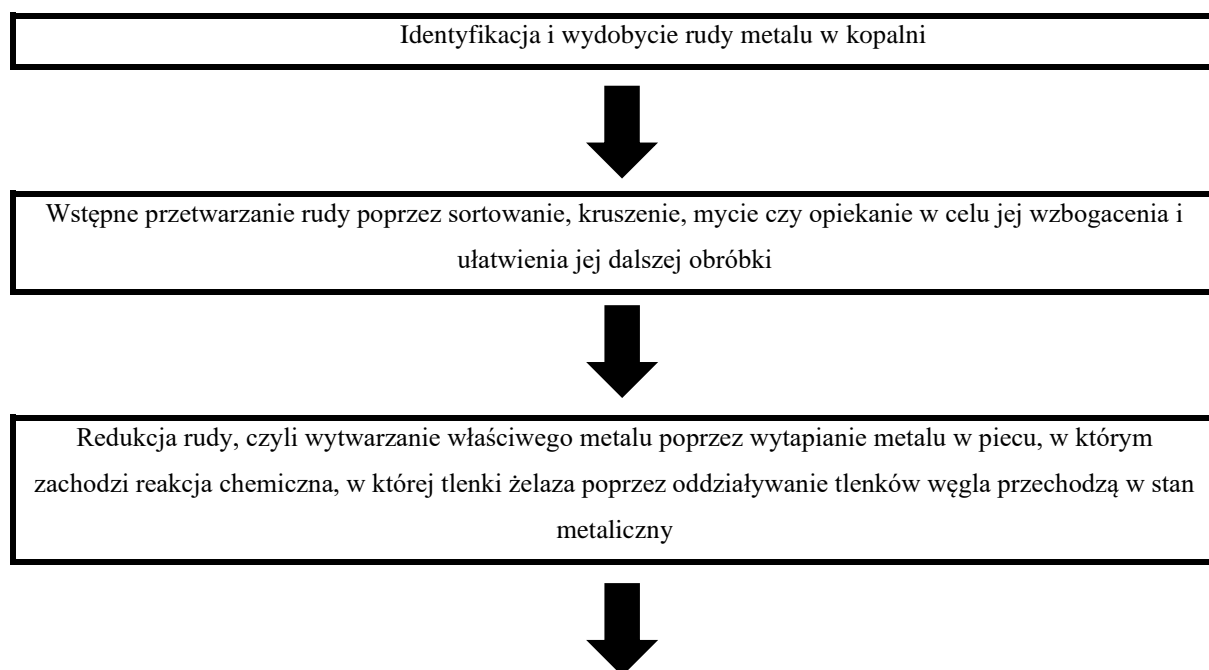 Identyfikacja i wydobycie rudy metalu w kopalni
Wstępne przetwarzanie rudy poprzez sortowanie, kruszenie, mycie czy opiekanie w celu jej wzbogacenia i
ułatwienia jej dalszej obróbki
Redukcja rudy, czyli wytwarzanie właściwego metalu poprzez wytapianie metalu w piecu, w którym
zachodzi reakcja chemiczna, w której tlenki żelaza poprzez oddziaływanie tlenków węgla przechodzą w stan
metaliczny